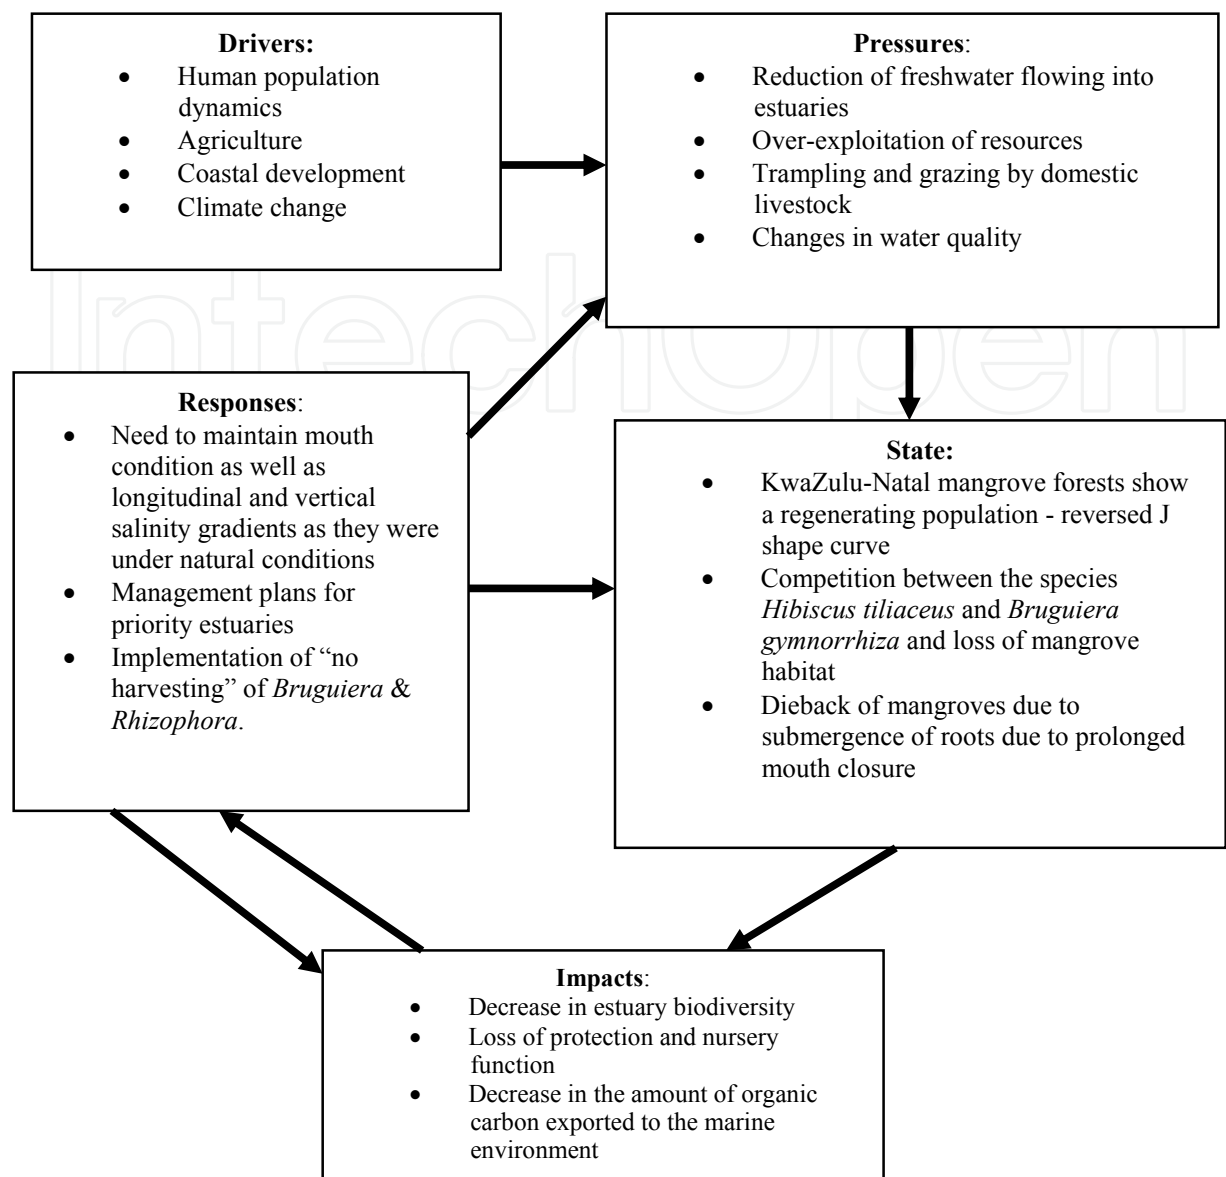 Drivers:
• Human population
dynamics
• Agriculture
• Coastal development
• Climate change
Pressures:
• Reduction of freshwater flowing into
estuaries
• Over-exploitation of resources
• Trampling and grazing by domestic
livestock
• Changes in water quality
IntechOpen
Responses:
• Need to maintain mouth
condition as well as
longitudinal and vertical
salinity gradients as they were
under natural conditions
• Management plans for
priority estuaries
• Implementation of “no
harvesting” of Bruguiera &
Rhizophora.
State:
• KwaZulu-Natal mangrove forests show
a regenerating population - reversed J
shape curve
• Competition between the species
Hibiscus tiliaceus and Bruguiera
gymnorrhiza and loss of mangrove
habitat
• Dieback of mangroves due to
submergence of roots due to prolonged
mouth closure
Impacts:
• Decrease in estuary biodiversity
• Loss of protection and nursery
function
• Decrease in the amount of organic
carbon exported to the marine
environment